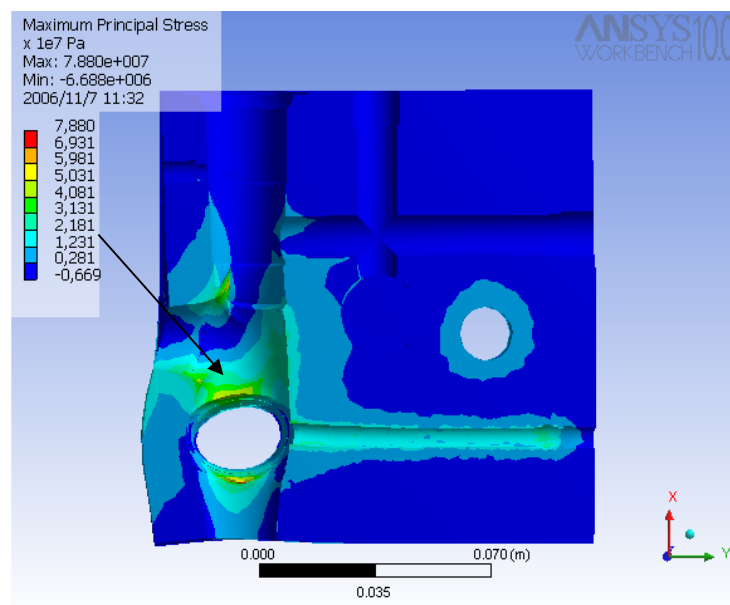 Maximum Principal Stress
x 1e7 Pa
Max: 7.880e+007
Min: -6.688e+006
2006/11/7 11:32
ANSYS 10.0
WORKBENCH
7,880
6,931
5,981
5,031
4,081
3,131
2,181
1,231
0,281
-0,669
X
Y
0.000
0.070 (m)
0.035